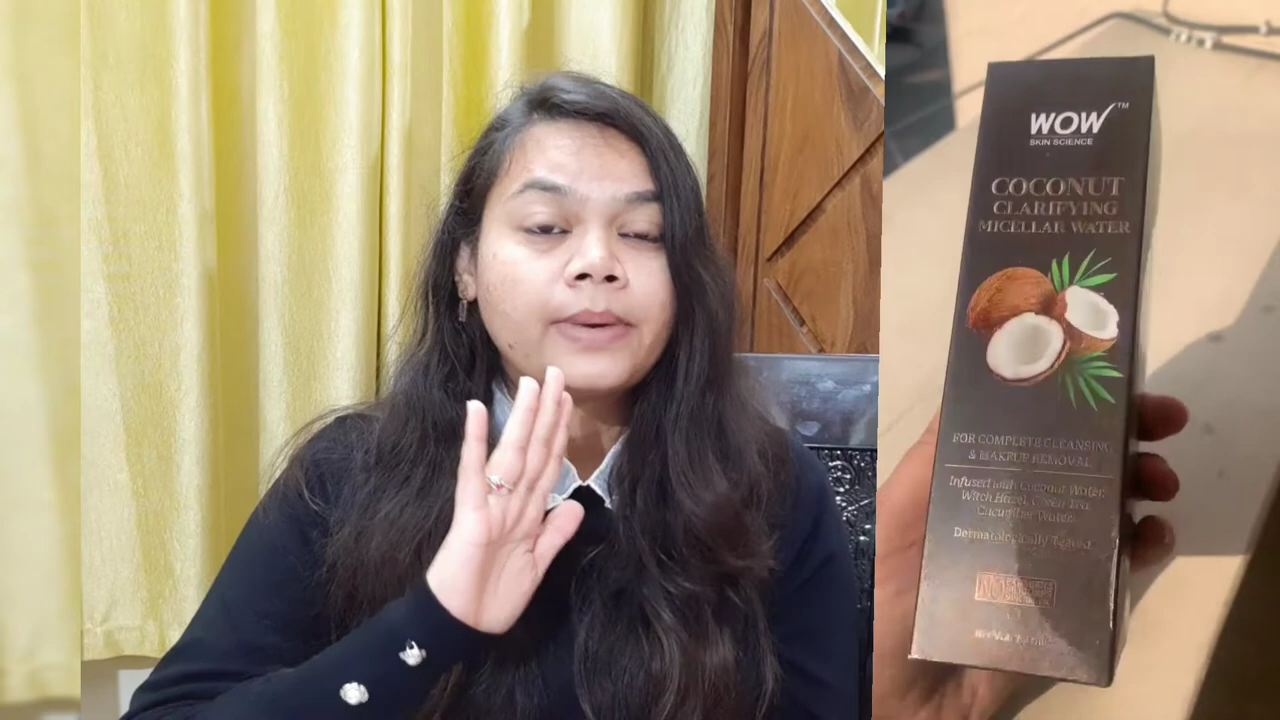 WOW™
SKIN SCIENCE
COCONUT
CLARIFYING
MICELLAR WATER
FOR COMPLETE CLEANSING
& MAKEUP REMOVAL
Infused with Coconut Water,
Witch Hazel, Green Tea,
Cucumber Water.
Dermatologically Tested
NO